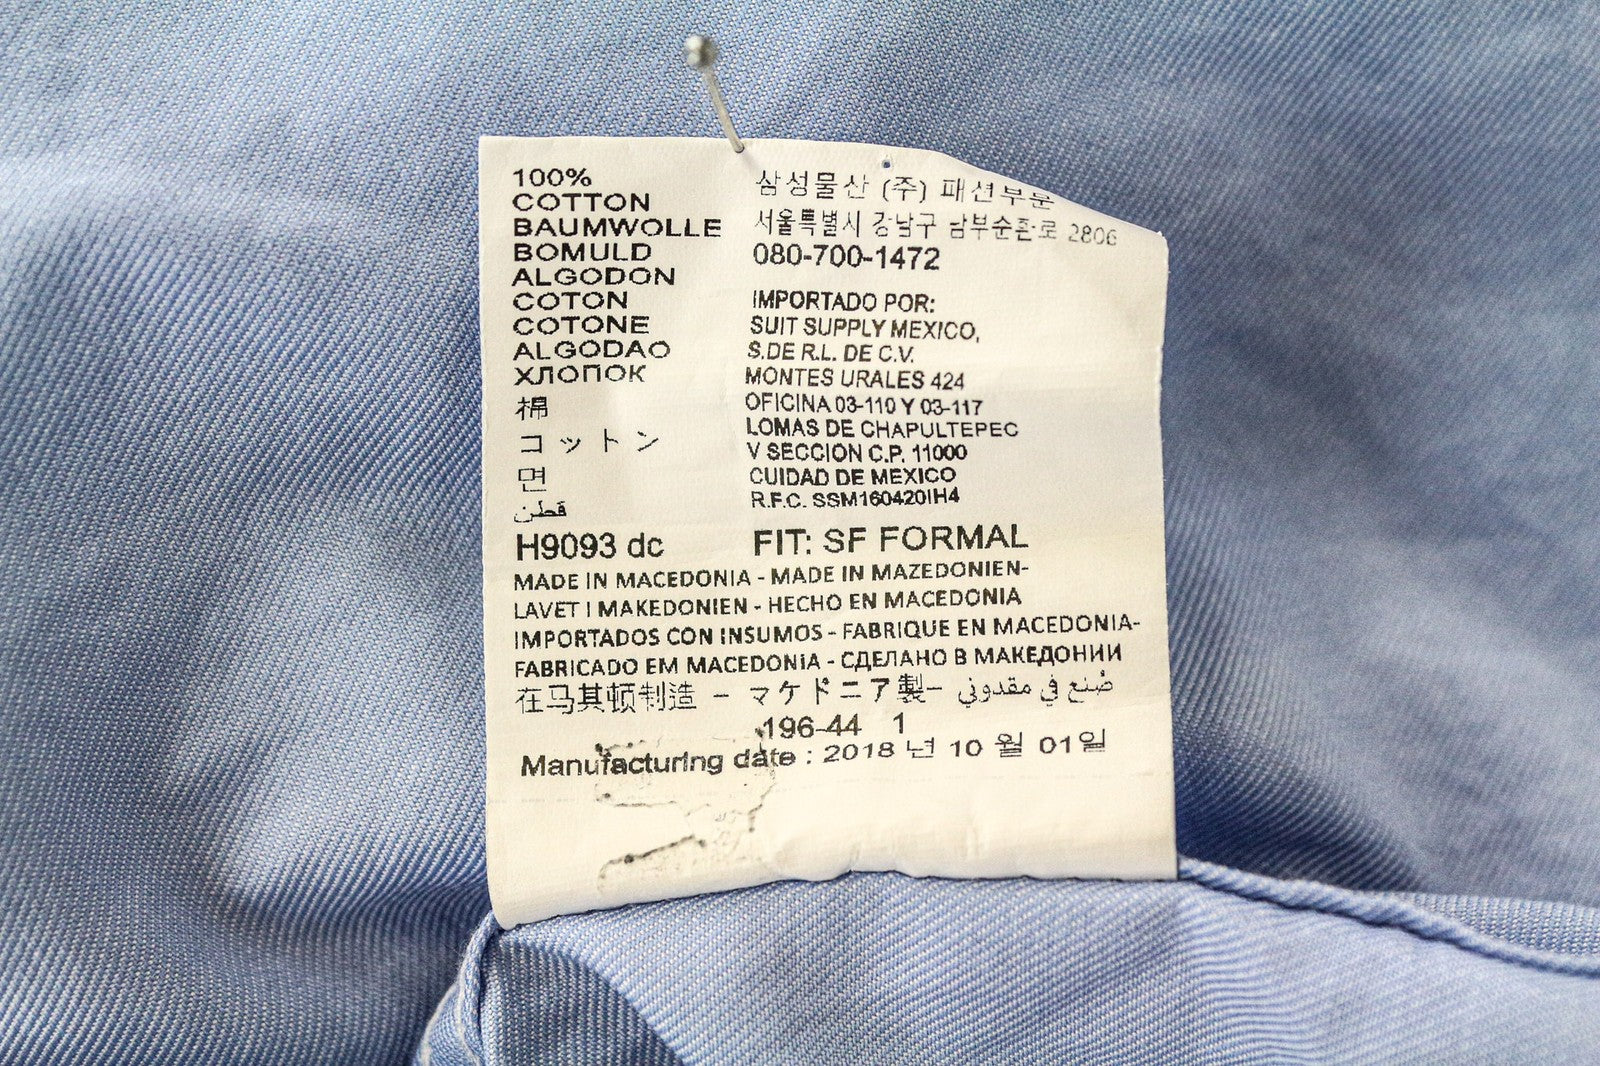 100%
COTTON
BAUMWOLLE
BOMULD
ALGODON
COTON
COTONE
ALGODAO
ХЛОПОК
棉
コットン
면
قطن
삼성물산 (주) 패션부문
서울특별시 강남구 남부순환로 2806
080-700-1472
IMPORTADO POR:
SUIT SUPPLY MEXICO,
S.DE R.L. DE C.V.
MONTES URALES 424
OFICINA 03-110 Y 03-117
LOMAS DE CHAPULTEPEC
V SECCION C.P. 11000
CUIDAD DE MEXICO
R.F.C. SSM160420IH4
H9093 dc FIT: SF FORMAL
MADE IN MACEDONIA - MADE IN MAZEDONIEN-
LAVET I MAKEDONIEN - HECHO EN MACEDONIA
IMPORTADOS CON INSUMOS - FABRIQUE EN MACEDONIA-
FABRICADO EM MACEDONIA - СДЕЛАНО В МАКЕДОНИИ
在马其顿制造 - マケドニア製- صُنع في مقدوني
196-44 1
Manufacturing date : 2018 년 10 월 01일